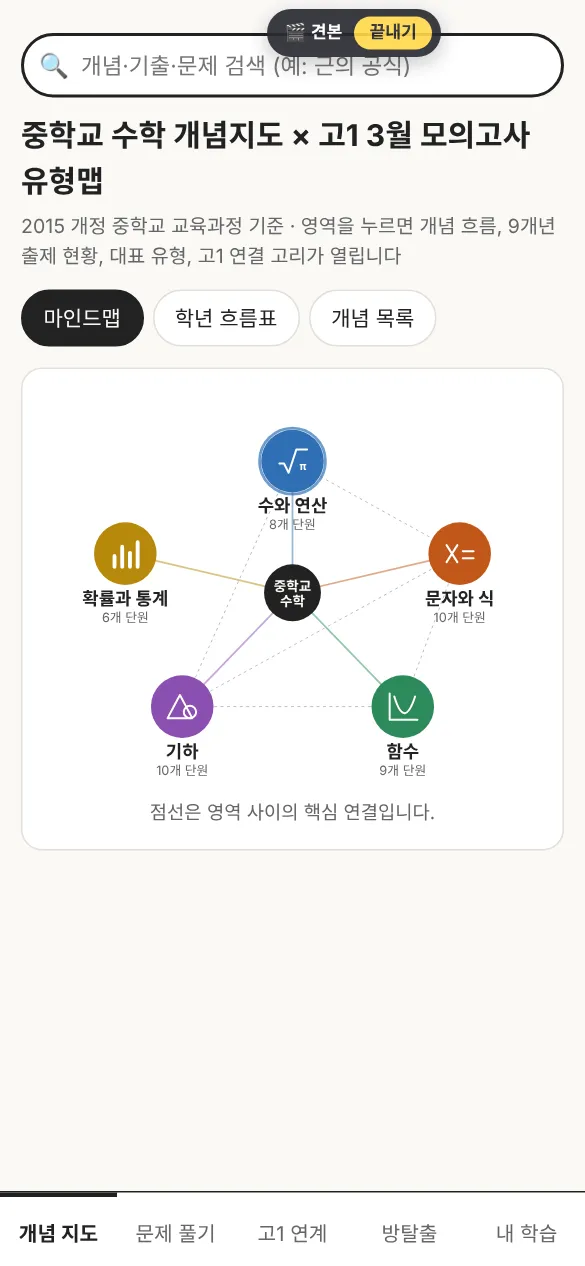 견본 끝내기
개념·기출·문제 검색 (예: 근의 공식)
중학교 수학 개념지도 × 고1 3월 모의고사
유형맵
2015 개정 중학교 교육과정 기준 · 영역을 누르면 개념 흐름, 9개년
출제 현황, 대표 유형, 고1 연결 고리가 열립니다
마인드맵 학년 흐름표 개념 목록
√π
수와 연산
8개 단원
확률과 통계
6개 단원
중학교
수학
X=
문자와 식
10개 단원
기하
10개 단원
함수
9개 단원
점선은 영역 사이의 핵심 연결입니다.
개념 지도 문제 풀기 고1 연계 방탈출 내 학습